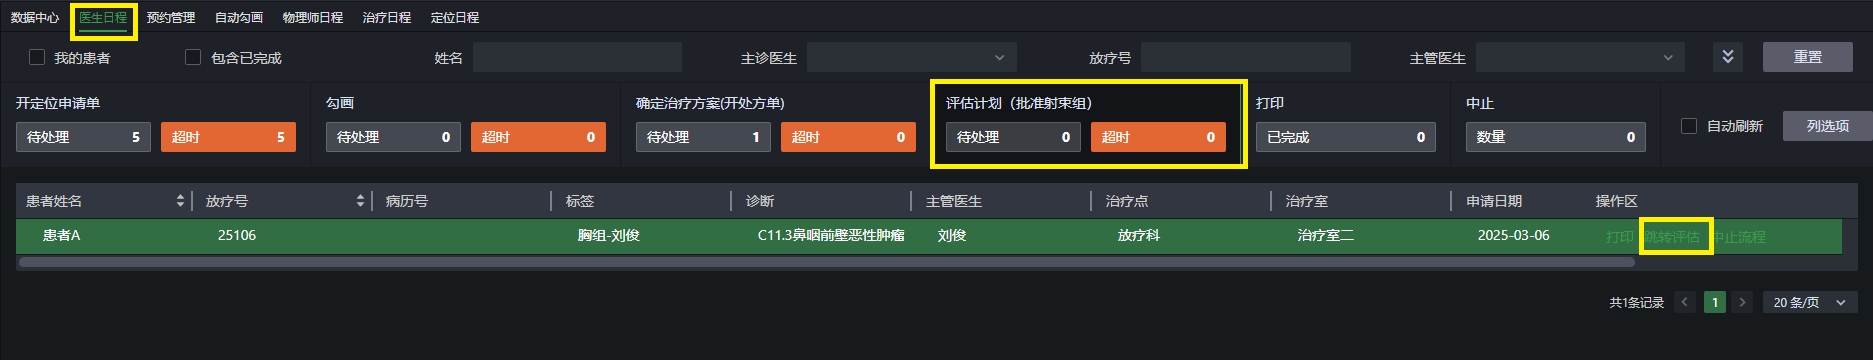 数据中心 医生日程 预约管理 自动勾画 物理师日程 治疗日程 定位日程
我的患者 包含已完成 姓名 主诊医生 放疗号 主管医生 重置
开定位申请单 勾画 确定治疗方案(开处方单) 评估计划（批准射束组） 打印 中止
待处理 5 超时 5 待处理 0 超时 0 待处理 1 超时 0 待处理 0 超时 0 已完成 0 数量 0 自动刷新 列选项
患者姓名 放疗号 病历号 标签 诊断 主管医生 治疗点 治疗室 申请日期 操作区
患者A 25106 胸组-刘俊 C11.3鼻咽前壁恶性肿瘤 刘俊 放疗科 治疗室二 2025-03-06 打印 跳转评估 中止流程
共1条记录 1 20 条/页